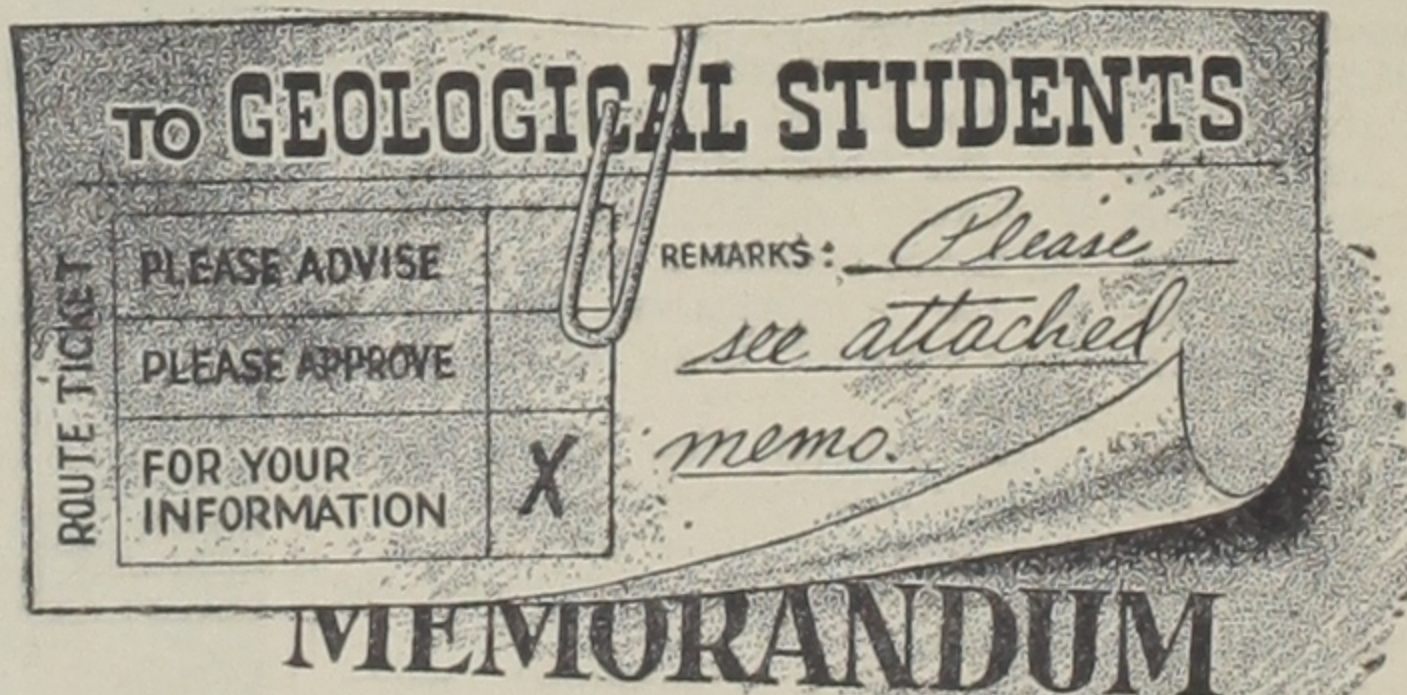 TO GEOLOGICAL STUDENTS
ROUTE TICKET
PLEASE ADVISE
PLEASE APPROVE
FOR YOUR
INFORMATION X
REMARKS: Please
see attached
memo.
MEMORANDUM